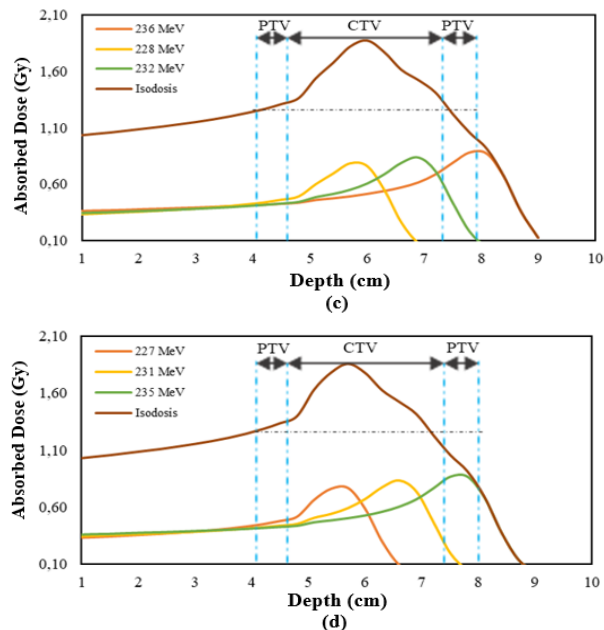 PTV CTV PTV
236 MeV
228 MeV
232 MeV
Isodosis
Absorbed Dose (Gy)
2,10
1,60
1,10
0,60
0,10
1 2 3 4 5 6 7 8 9 10
Depth (cm)
(c)
PTV CTV PTV
227 MeV
231 MeV
235 MeV
Isodosis
Absorbed Dose (Gy)
2,10
1,60
1,10
0,60
0,10
1 2 3 4 5 6 7 8 9 10
Depth (cm)
(d)